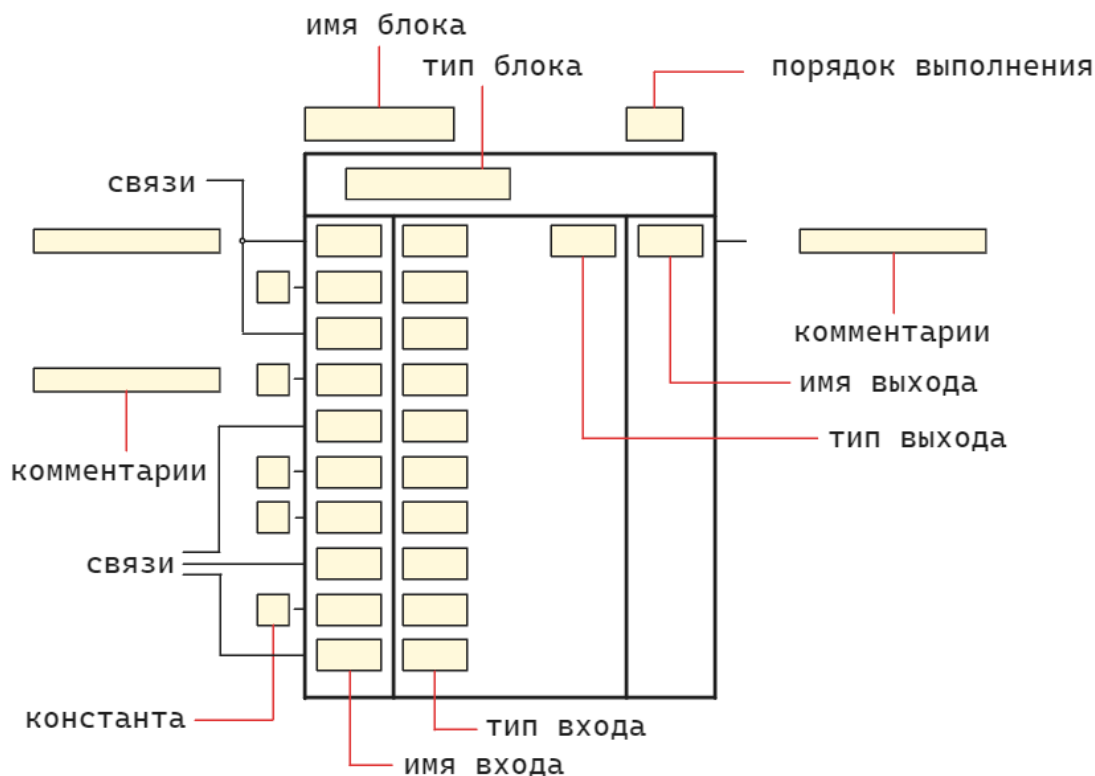 имя блока
тип блока
порядок выполнения
связи
комментарии
имя выхода
тип выхода
комментарии
связи
константа
тип входа
имя входа